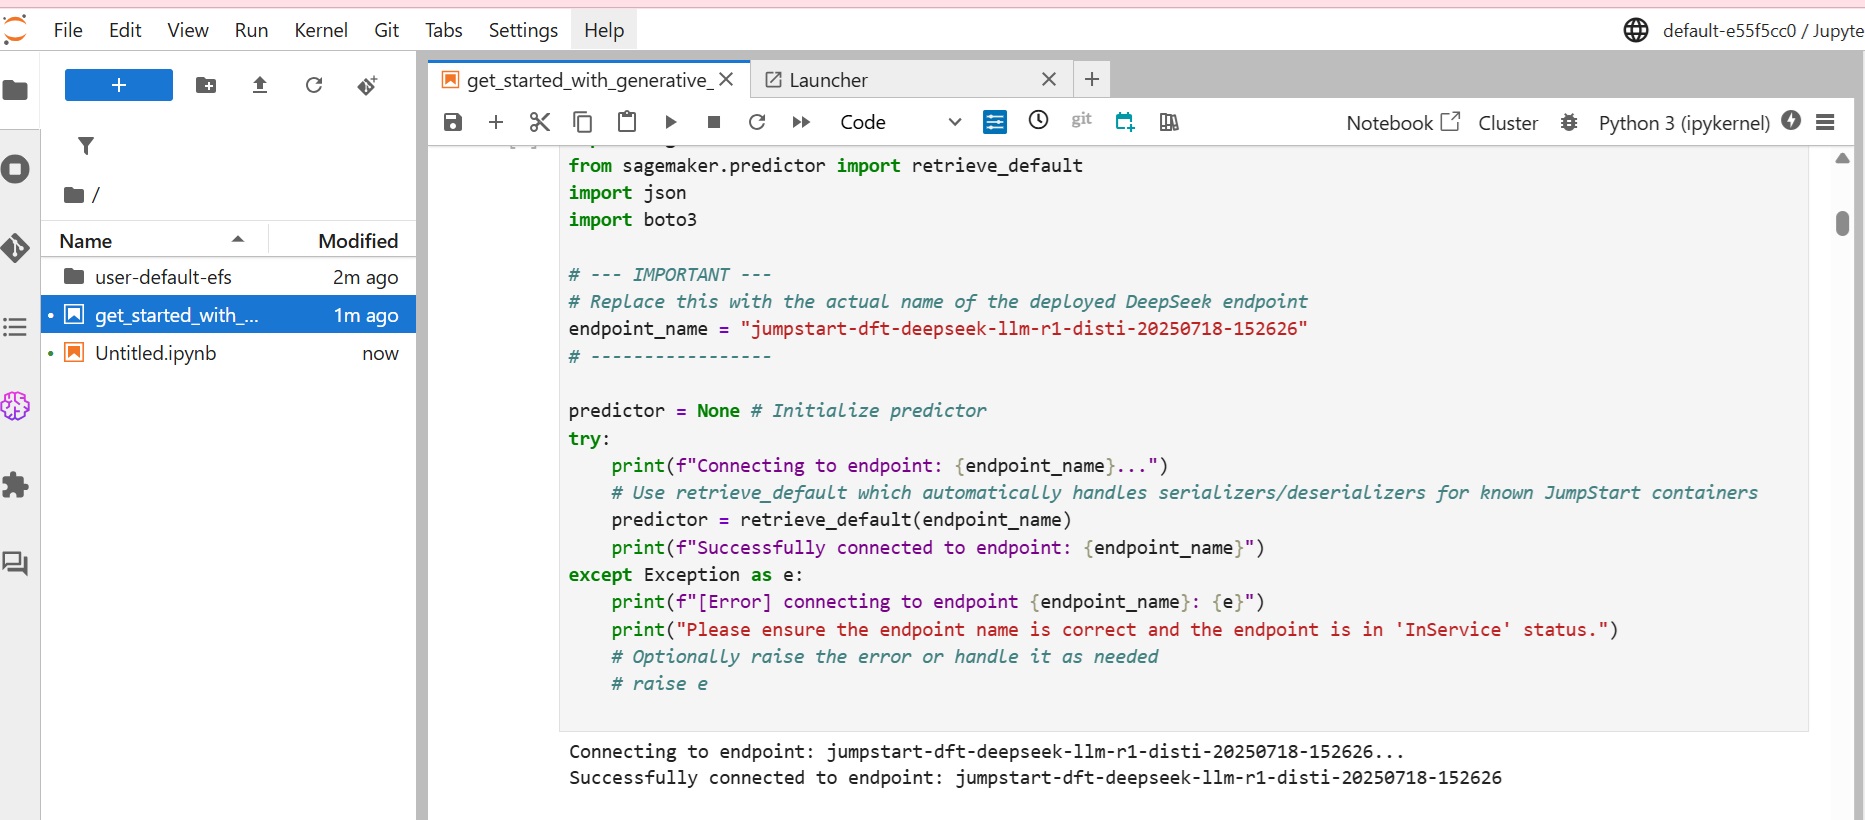 File Edit View Run Kernel Git Tabs Settings Help
default-e55f5cc0 / Jupyte
get_started_with_generative_
Launcher
Code
git
Notebook
Cluster
Python 3 (ipykernel)
/
Name Modified
user-default-efs 2m ago
get_started_with_... 1m ago
Untitled.ipynb now
from sagemaker.predictor import retrieve_default
import json
import boto3
# --- IMPORTANT ---
# Replace this with the actual name of the deployed DeepSeek endpoint
endpoint_name = "jumpstart-dft-deepseek-llm-r1-disti-20250718-152626"
# -----------------
predictor = None # Initialize predictor
try:
    print(f"Connecting to endpoint: {endpoint_name}...")
    # Use retrieve_default which automatically handles serializers/deserializers for known JumpStart containers
    predictor = retrieve_default(endpoint_name)
    print(f"Successfully connected to endpoint: {endpoint_name}")
except Exception as e:
    print(f"[Error] connecting to endpoint {endpoint_name}: {e}")
    print("Please ensure the endpoint name is correct and the endpoint is in 'InService' status.")
    # Optionally raise the error or handle it as needed
    # raise e
Connecting to endpoint: jumpstart-dft-deepseek-llm-r1-disti-20250718-152626...
Successfully connected to endpoint: jumpstart-dft-deepseek-llm-r1-disti-20250718-152626